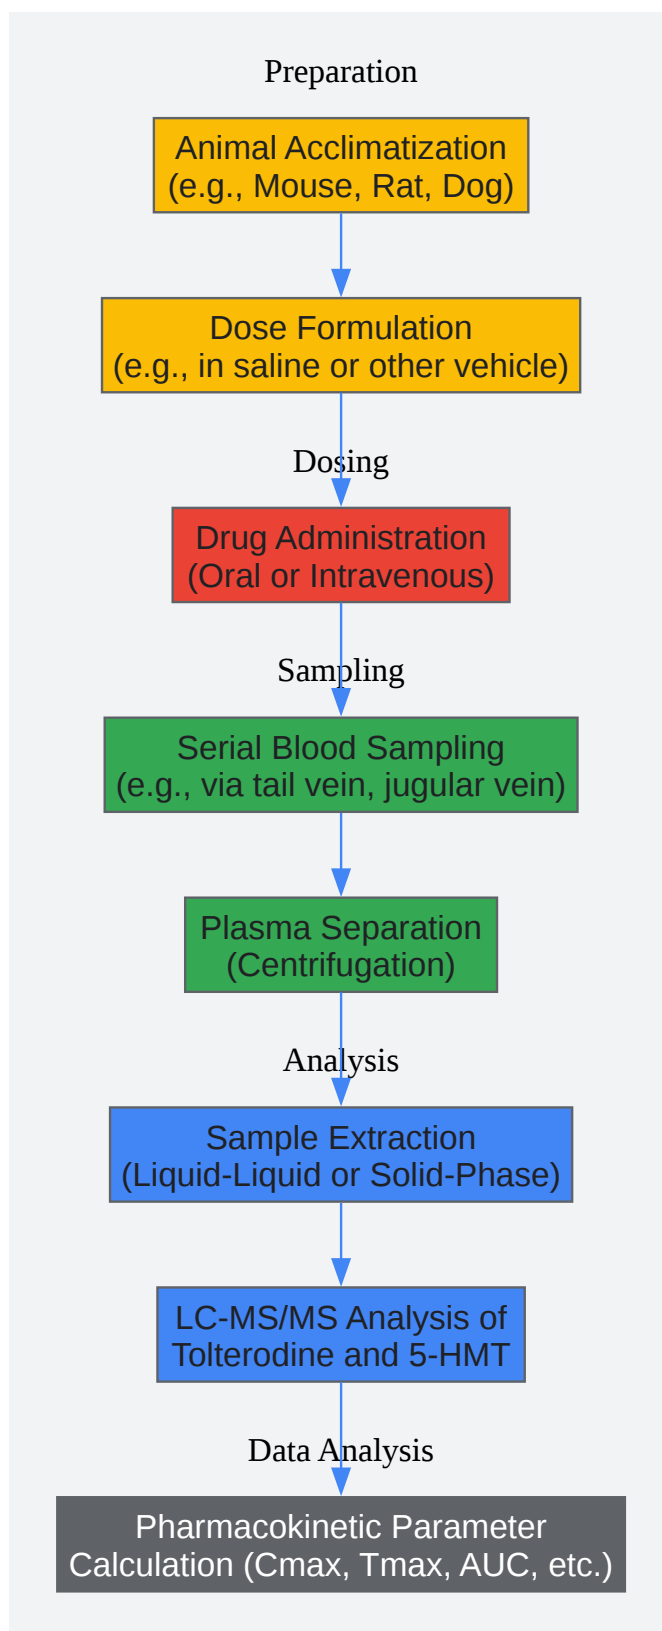 Preparation
Animal Acclimatization
(e.g., Mouse, Rat, Dog)
Dose Formulation
(e.g., in saline or other vehicle)
Dosing
Drug Administration
(Oral or Intravenous)
Sampling
Serial Blood Sampling
(e.g., via tail vein, jugular vein)
Plasma Separation
(Centrifugation)
Analysis
Sample Extraction
(Liquid-Liquid or Solid-Phase)
LC-MS/MS Analysis of
Tolterodine and 5-HMT
Data Analysis
Pharmacokinetic Parameter
Calculation (Cmax, Tmax, AUC, etc.)